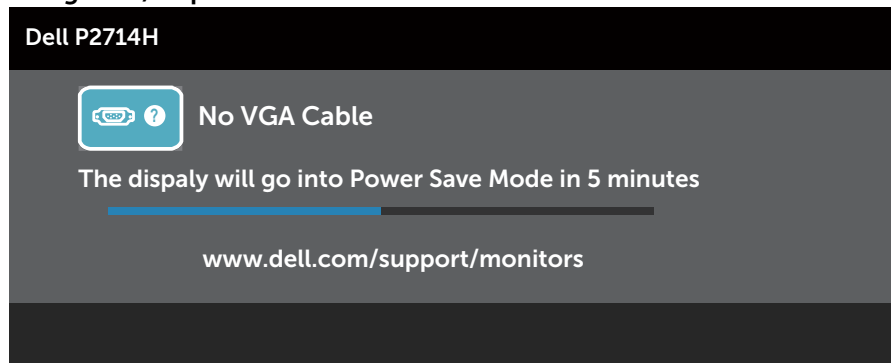 Dell P2714H
?
No VGA Cable
The dispaly will go into Power Save Mode in 5 minutes
www.dell.com/support/monitors